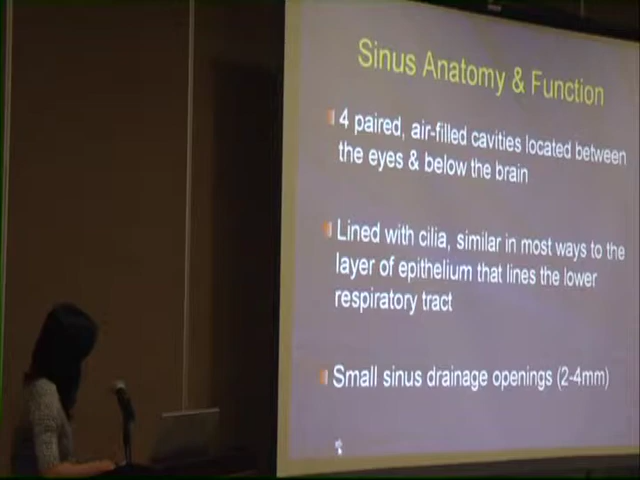 Sinus Anatomy & Function
4 paired, air-filled cavities located between
the eyes & below the brain
Lined with cilia, similar in most ways to the
layer of epithelium that lines the lower
respiratory tract
Small sinus drainage openings (2-4mm)